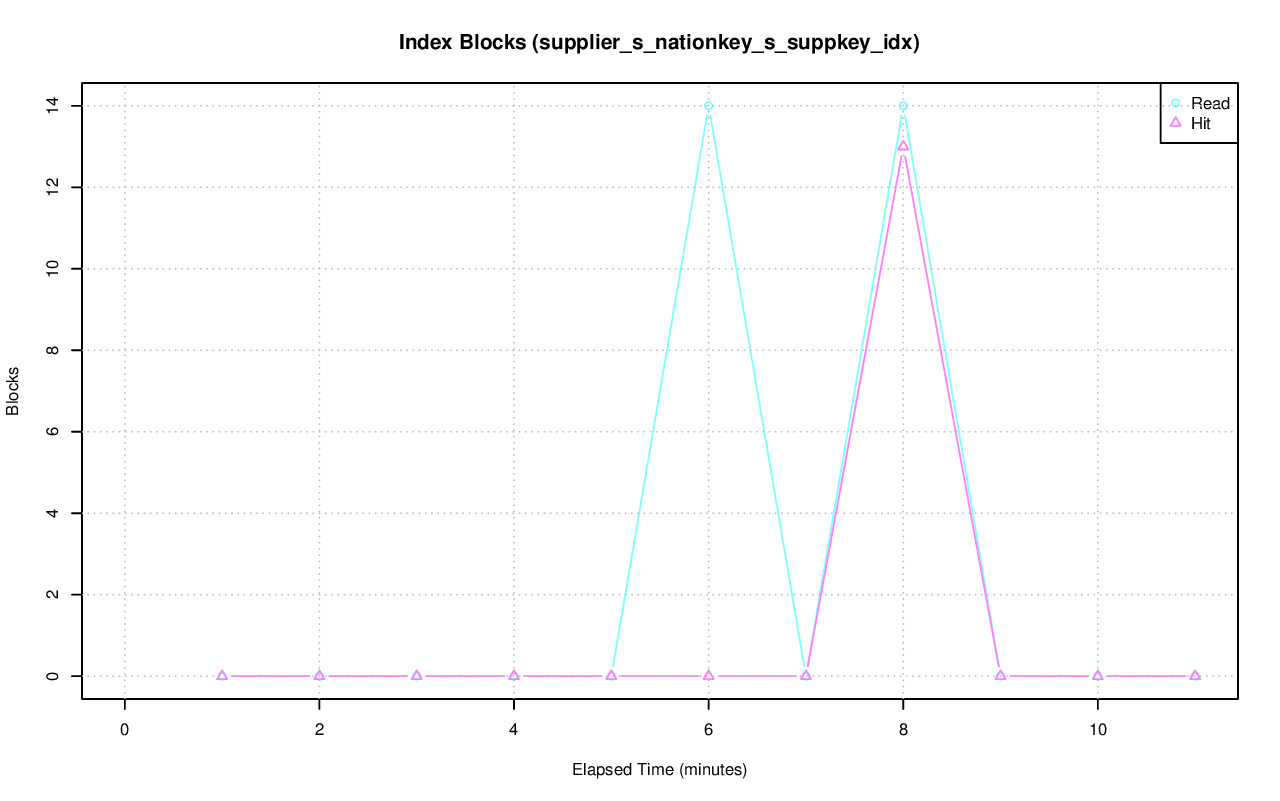 Index Blocks (supplier_s_nationkey_s_suppkey_idx)
Read
Hit
14
12
10
8
6
4
2
0
Blocks
0 2 4 6 8 10
Elapsed Time (minutes)